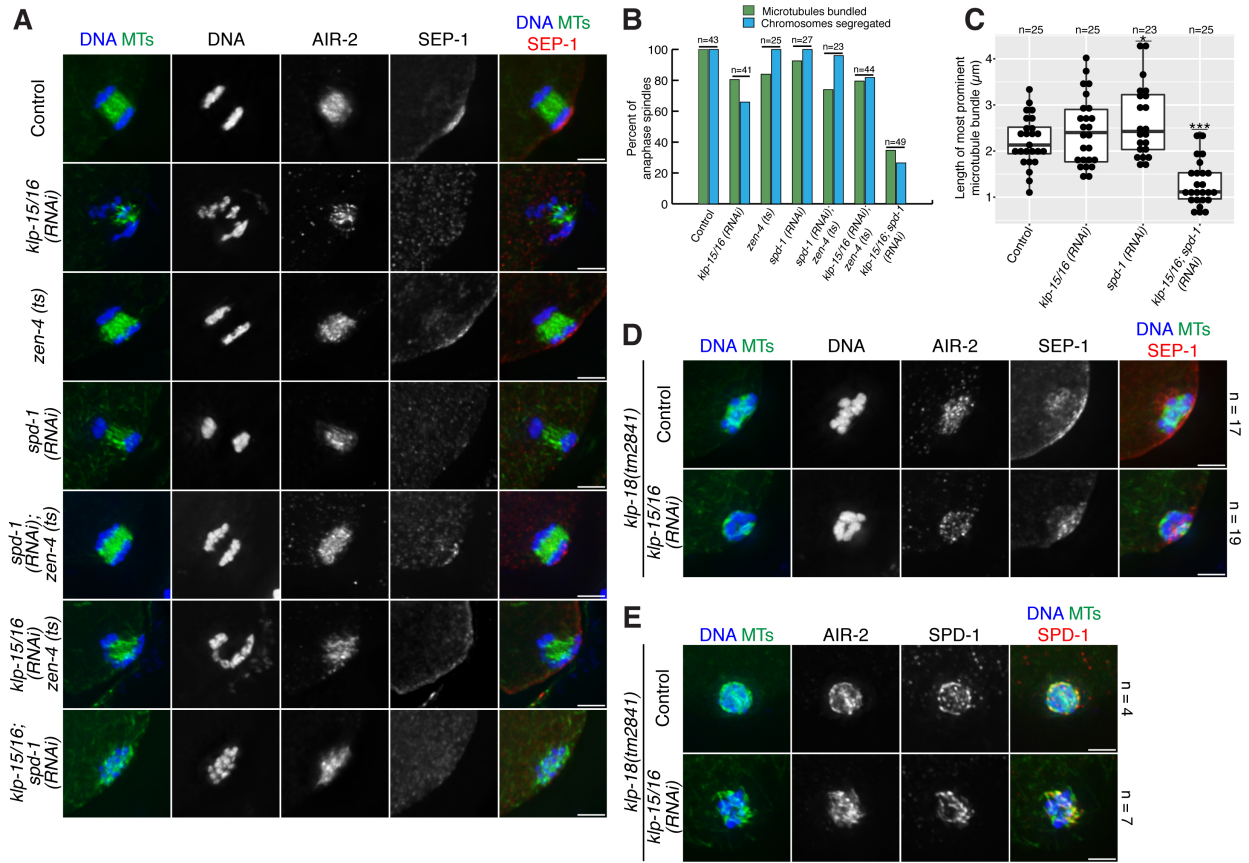 A
DNA MTs
DNA
AIR-2
SEP-1
DNA MTs
SEP-1
Control
klp-15/16
(RNAi)
zen-4 (ts)
spd-1
(RNAi)
spd-1
(RNAi);
zen-4 (ts)
klp-15/16
(RNAi)
zen-4 (ts)
klp-15/16;
spd-1
(RNAi)
B
Microtubules bundled
Chromosomes segregated
Percent of
anaphase spindles
100
80
60
40
20
0
n=43
n=41
n=25
n=27
n=23
n=44
n=49
Control
klp-15/16 (RNAi)
zen-4 (ts)
spd-1 (RNAi)
spd-1 (RNAi);
zen-4 (ts)
klp-15/16 (RNAi);
zen-4 (ts)
klp-15/16; spd-1
(RNAi)
C
n=25
n=25
n=23
n=25
*
***
Length of most prominent
microtubule bundle (µm)
4
3
2
1
Control
klp-15/16 (RNAi)
spd-1 (RNAi)
klp-15/16; spd-1
(RNAi)
D
DNA MTs
DNA
AIR-2
SEP-1
DNA MTs
SEP-1
klp-18(tm2841)
Control
klp-15/16
(RNAi)
n = 17
n = 19
E
DNA MTs
AIR-2
SPD-1
DNA MTs
SPD-1
klp-18(tm2841)
Control
klp-15/16
(RNAi)
n = 4
n = 7